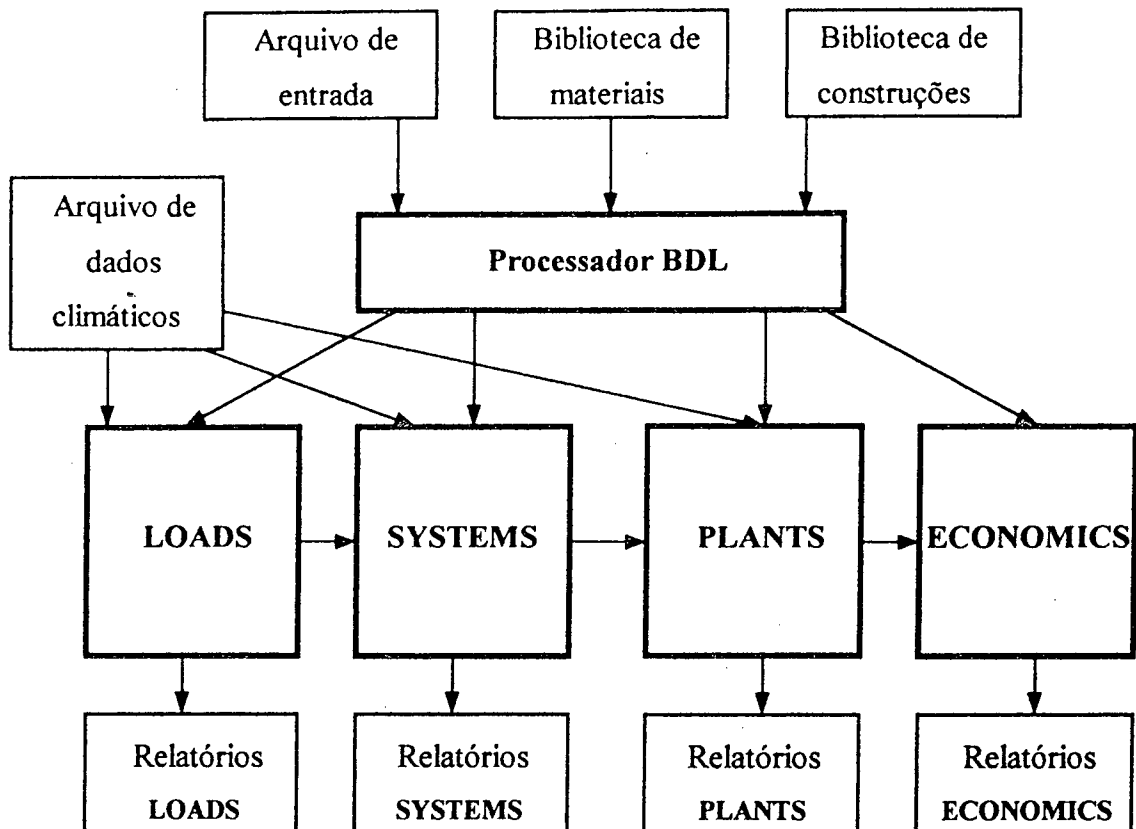 Arquivo de
entrada
Biblioteca de
materiais
Biblioteca de
construções
Arquivo de
dados
climáticos
Processador BDL
LOADS
SYSTEMS
PLANTS
ECONOMICS
Relatórios
LOADS
Relatórios
SYSTEMS
Relatórios
PLANTS
Relatórios
ECONOMICS